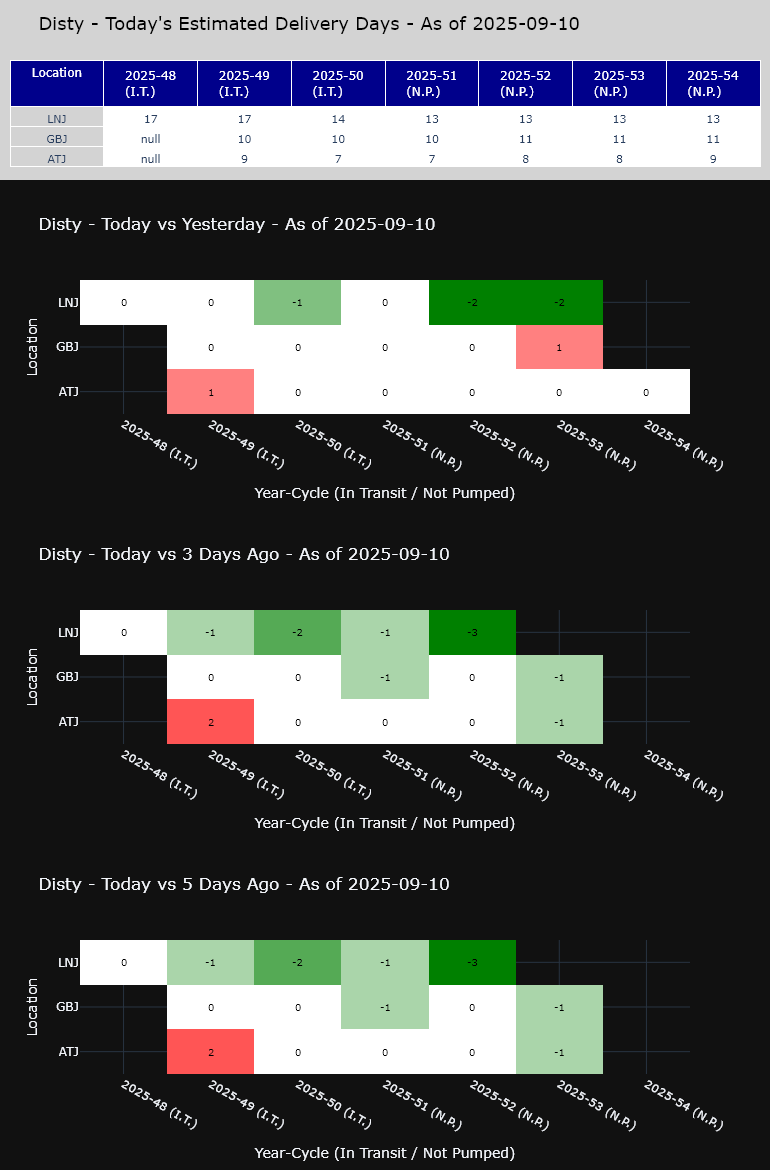 Disty - Today's Estimated Delivery Days - As of 2025-09-10
Location 2025-48 (I.T.) 2025-49 (I.T.) 2025-50 (I.T.) 2025-51 (N.P.) 2025-52 (N.P.) 2025-53 (N.P.) 2025-54 (N.P.)
LNJ 17 17 14 13 13 13 13
GBJ null 10 10 10 11 11 11
ATJ null 9 7 7 8 8 9
Disty - Today vs Yesterday - As of 2025-09-10
Location
LNJ 0 0 -1 0 -2 -2
GBJ 0 0 0 0 1
ATJ 1 0 0 0 0 0
2025-48 (I.T.) 2025-49 (I.T.) 2025-50 (I.T.) 2025-51 (N.P.) 2025-52 (N.P.) 2025-53 (N.P.) 2025-54 (N.P.)
Year-Cycle (In Transit / Not Pumped)
Disty - Today vs 3 Days Ago - As of 2025-09-10
Location
LNJ 0 -1 -2 -1 -3
GBJ 0 0 -1 0 -1
ATJ 2 0 0 0 -1
2025-48 (I.T.) 2025-49 (I.T.) 2025-50 (I.T.) 2025-51 (N.P.) 2025-52 (N.P.) 2025-53 (N.P.) 2025-54 (N.P.)
Year-Cycle (In Transit / Not Pumped)
Disty - Today vs 5 Days Ago - As of 2025-09-10
Location
LNJ 0 -1 -2 -1 -3
GBJ 0 0 -1 0 -1
ATJ 2 0 0 0 -1
2025-48 (I.T.) 2025-49 (I.T.) 2025-50 (I.T.) 2025-51 (N.P.) 2025-52 (N.P.) 2025-53 (N.P.) 2025-54 (N.P.)
Year-Cycle (In Transit / Not Pumped)